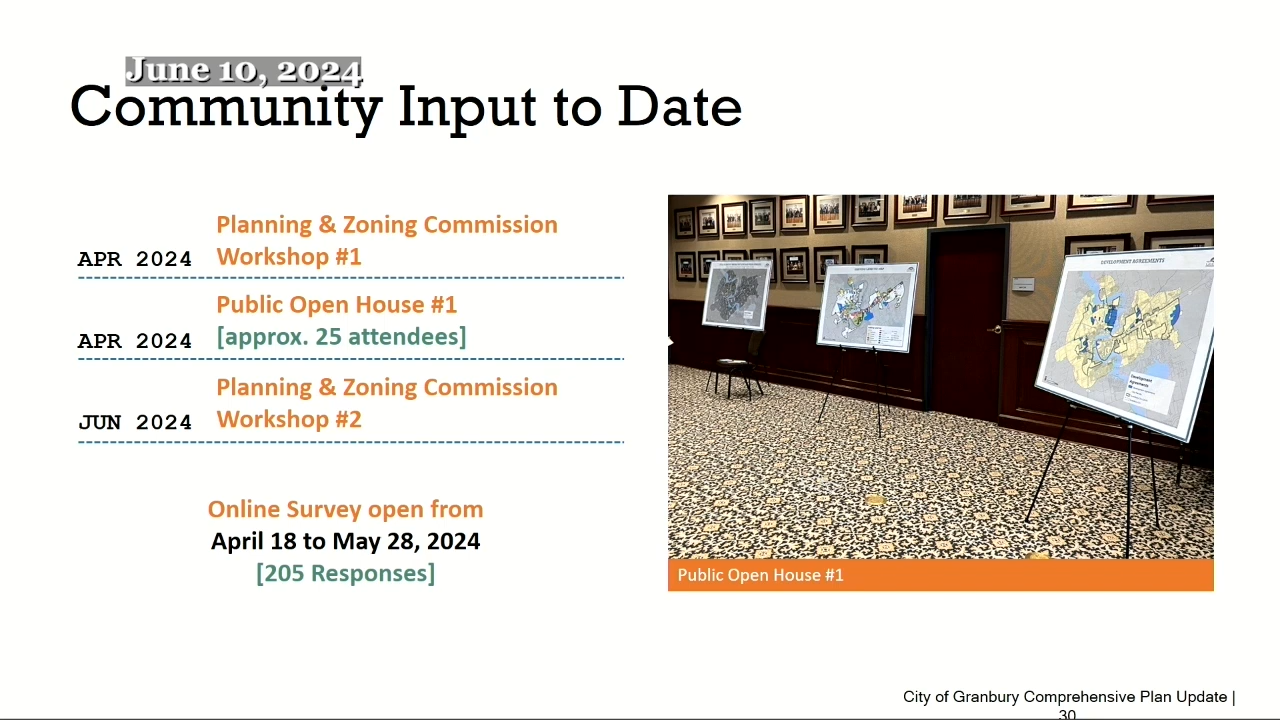 June 10, 2024
Community Input to Date
APR 2024
Planning & Zoning Commission
Workshop #1
APR 2024
Public Open House #1
[approx. 25 attendees]
JUN 2024
Planning & Zoning Commission
Workshop #2
Online Survey open from
April 18 to May 28, 2024
[205 Responses]
DEVELOPMENT AGREEMENTS
Development
Agreements
Public Open House #1
City of Granbury Comprehensive Plan Update |
30